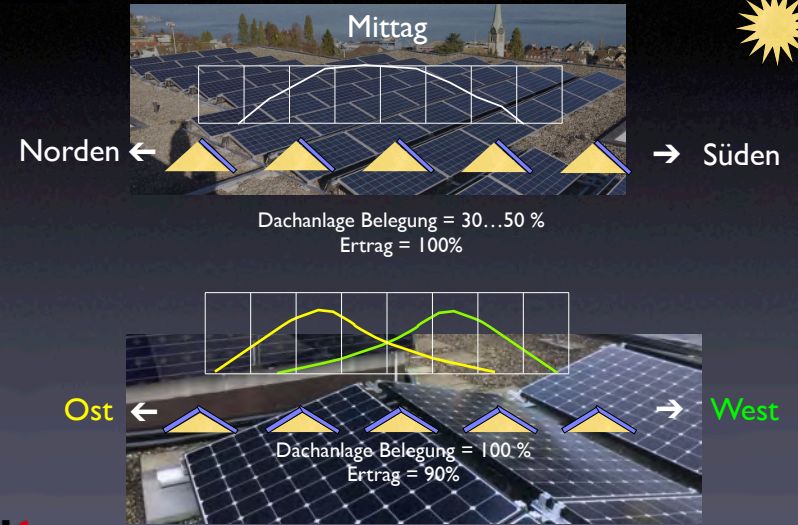 Mittag
Norden ← → Süden
Dachanlage Belegung = 30…50 %
Ertrag = 100%
Ost ← → West
Dachanlage Belegung = 100 %
Ertrag = 90%